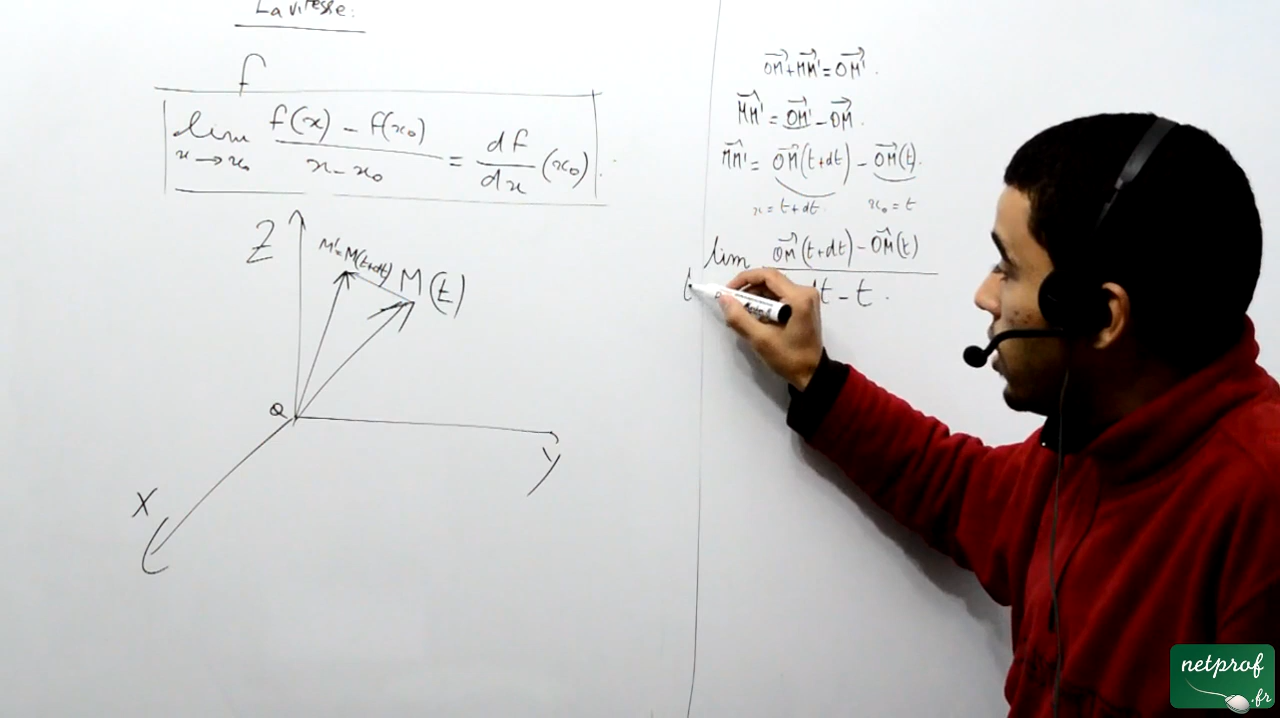 La vitesse:
f
lim f(x) - f(x₀) / x - x₀ = df/dx (x₀).
x → x₀
Z
M' = M(t+dt)
M(t)
O
Y
X
OM⃗ + MM'⃗ = OM'⃗.
MM'⃗ = OM'⃗ - OM⃗.
MM'⃗ = OM⃗(t+dt) - OM⃗(t).
x = t+dt. x₀ = t
lim OM⃗(t+dt) - OM⃗(t)
dt - t.
netprof
.fr